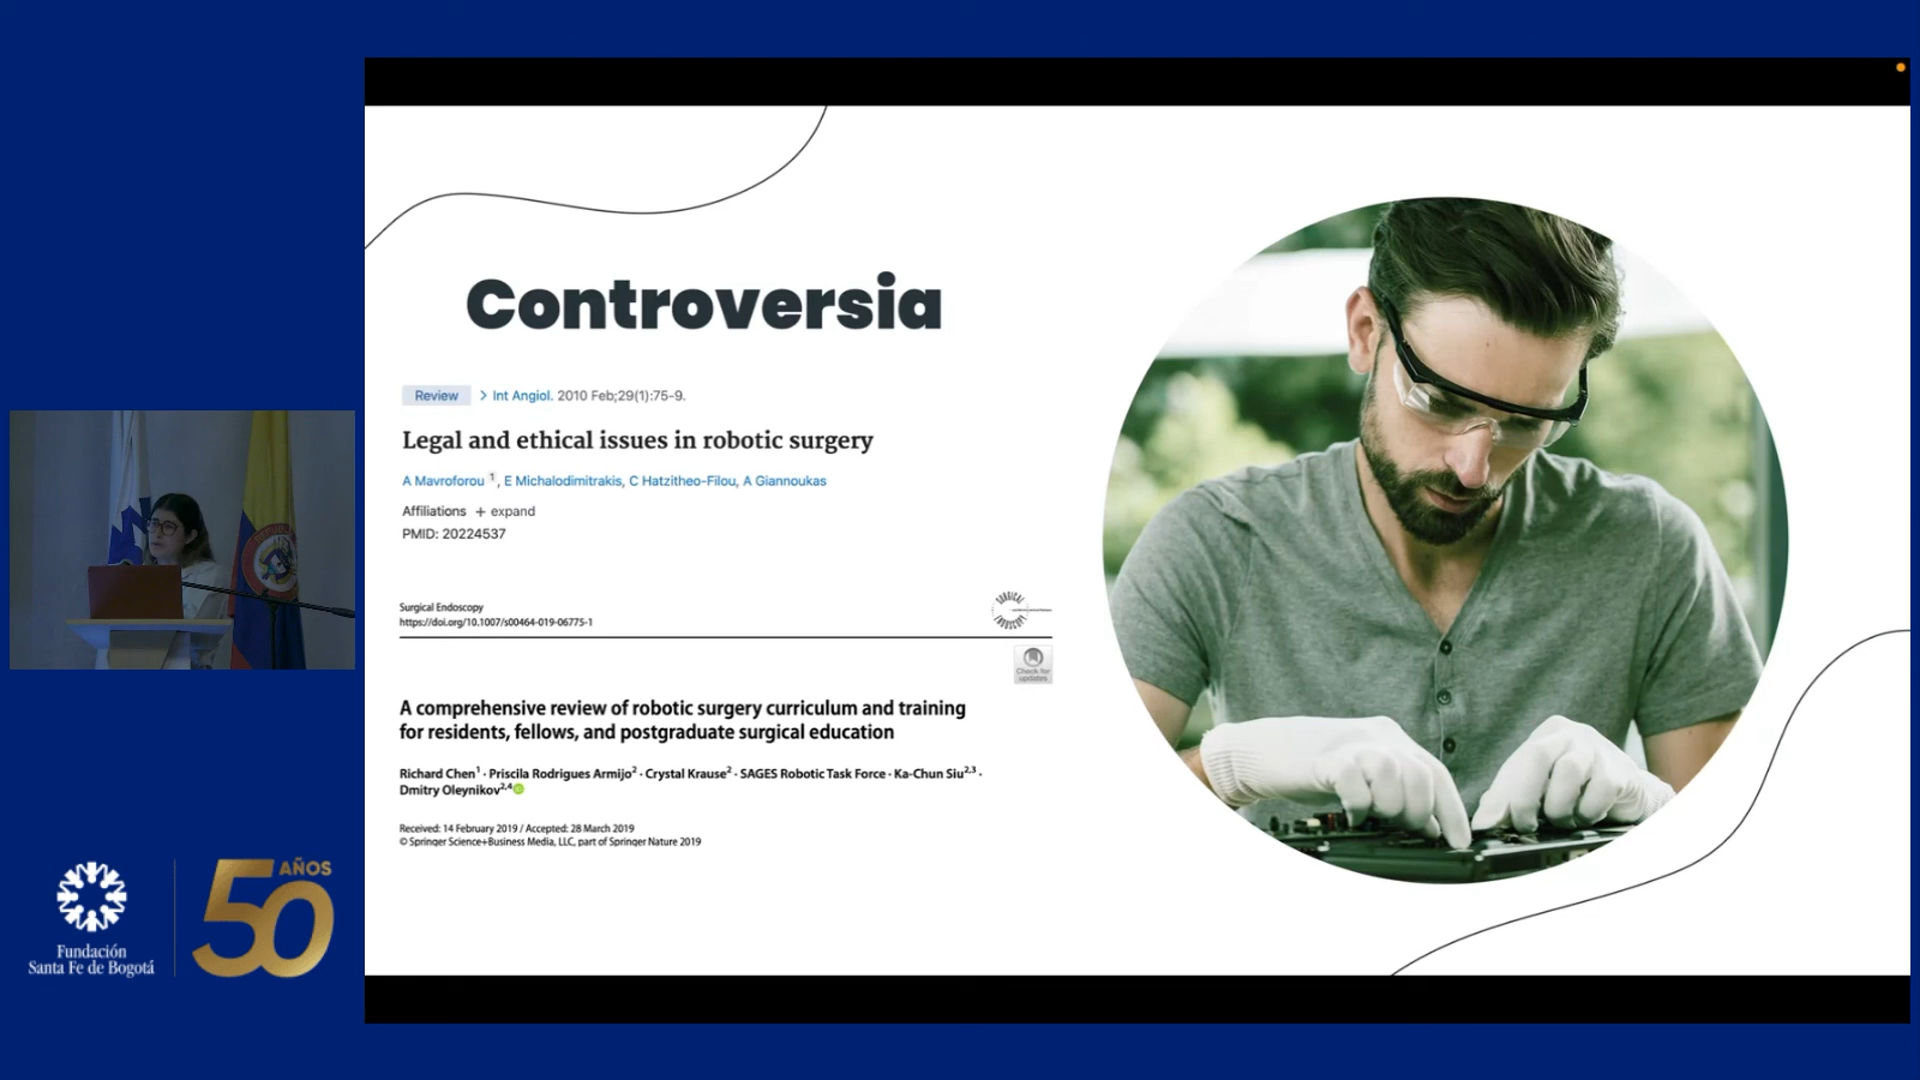 Controversia
Review > Int Angiol. 2010 Feb;29(1):75-9.
Legal and ethical issues in robotic surgery
A Mavroforou 1, E Michalodimitrakis, C Hatzitheo-Filou, A Giannoukas
Affiliations + expand
PMID: 20224537
Surgical Endoscopy
https://doi.org/10.1007/s00464-019-06775-1
SURGICAL
ENDOSCOPY
Check for
updates
A comprehensive review of robotic surgery curriculum and training
for residents, fellows, and postgraduate surgical education
Richard Chen1 · Priscila Rodrigues Armijo2 · Crystal Krause2 · SAGES Robotic Task Force · Ka-Chun Siu2,3 ·
Dmitry Oleynikov2,4
Received: 14 February 2019 / Accepted: 28 March 2019
© Springer Science+Business Media, LLC, part of Springer Nature 2019
Fundación
Santa Fe de Bogotá
50 AÑOS